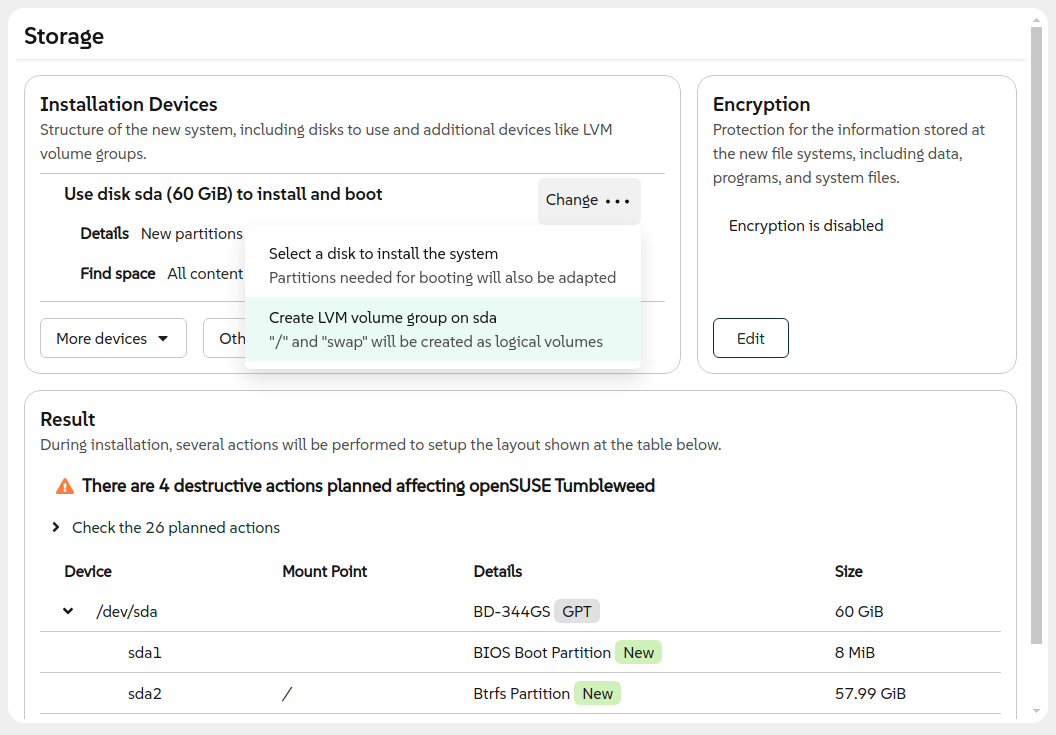 Storage
Installation Devices
Structure of the new system, including disks to use and additional devices like LVM
volume groups.
Use disk sda (60 GiB) to install and boot
Change
Details New partitions
Find space All content
Select a disk to install the system
Partitions needed for booting will also be adapted
Create LVM volume group on sda
"/" and "swap" will be created as logical volumes
More devices
Oth
Encryption
Protection for the information stored at
the new file systems, including data,
programs, and system files.
Encryption is disabled
Edit
Result
During installation, several actions will be performed to setup the layout shown at the table below.
There are 4 destructive actions planned affecting openSUSE Tumbleweed
Check the 26 planned actions
Device Mount Point Details Size
/dev/sda BD-344GS GPT 60 GiB
sda1 BIOS Boot Partition New 8 MiB
sda2 / Btrfs Partition New 57.99 GiB